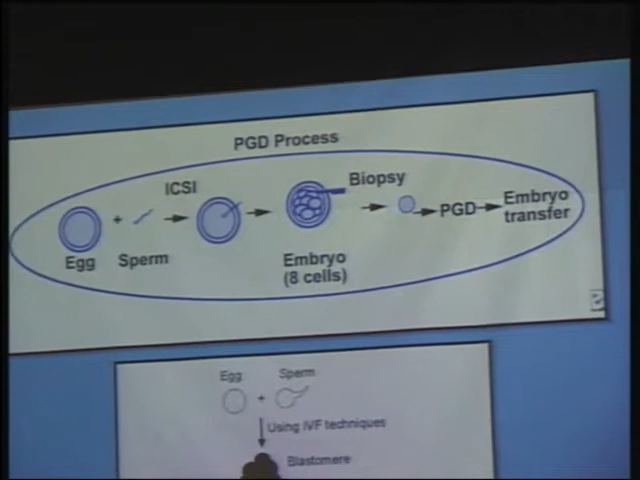 PGD Process
ICSI
Biopsy
+
PGD
Embryo
transfer
Egg
Sperm
Embryo
(8 cells)
Egg
Sperm
+
Using IVF techniques
Blastomere